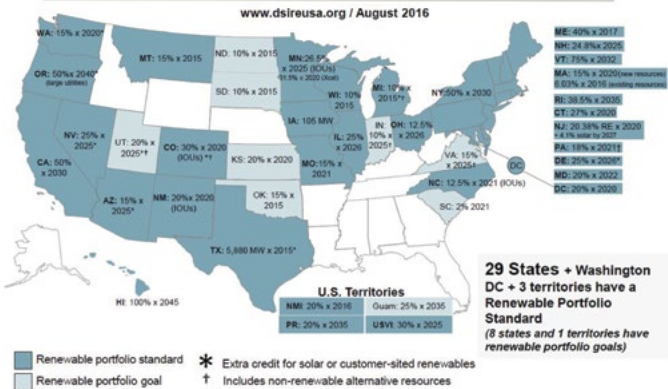 www.dsireusa.org / August 2016
WA: 15% x 2020*
OR: 50%x 2040*
(large utilities)
CA: 50%
x 2030
NV: 25% x
2025*
AZ: 15% x
2025*
UT: 20% x
2025*†
MT: 15% x 2015
CO: 30% x 2020
(IOUs) *†
NM: 20%x 2020
(IOUs)
ND: 10% x 2015
SD: 10% x 2015
KS: 20% x 2020
OK: 15% x
2015
TX: 5,880 MW x 2015*
MN:26.5%
x 2025 (IOUs)
31.5% x 2020 (Xcel)
IA: 105 MW
MO:15% x
2021
WI: 10%
2015
IL: 25%
x 2026
IN:
10% x
2025†
x
2015*†
OH: 12.5%
x 2026
NY:50% x 2030
VA: 15%
x 2025†
DC
NC: 12.5% x 2021 (IOUs)
SC: 2% 2021
HI: 100% x 2045
ME: 40% x 2017
NH: 24.8%x 2025
VT: 75% x 2032
MA: 15% x 2020(new resources)
6.03% x 2016 (existing resources)
RI: 38.5% x 2035
CT: 27% x 2020
NJ: 20.38% RE x 2020
+ 4.1% solar by 2027
PA: 18% x 2021†
DE: 25% x 2026*
MD: 20% x 2022
DC: 20% x 2020
U.S. Territories
NMI: 20% x 2016
Guam: 25% x 2035
PR: 20% x 2035
USVI: 30% x 2025
29 States + Washington
DC + 3 territories have a
Renewable Portfolio
Standard
(8 states and 1 territories have
renewable portfolio goals)
Renewable portfolio standard
Renewable portfolio goal
* Extra credit for solar or customer-sited renewables
† Includes non-renewable alternative resources